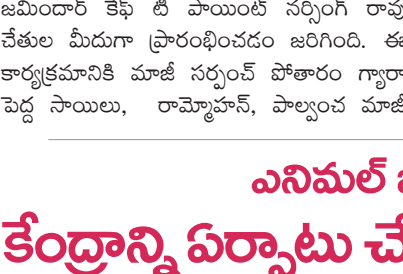 జమిందార్ కెఫ్ టీ పాయింట్ నర్సింగ్ రావు
చేతుల మీదుగా ప్రారంభించడం జరిగింది. ఈ
కార్యక్రమానికి మాజీ సర్పంచ్ పోతారం గ్యారా
పెద్ద సాయిలు, రామ్మోహన్, పాల్వంచ మాజీ
ఎనిమల్
కేంద్రాన్ని ఏర్పాటు చే